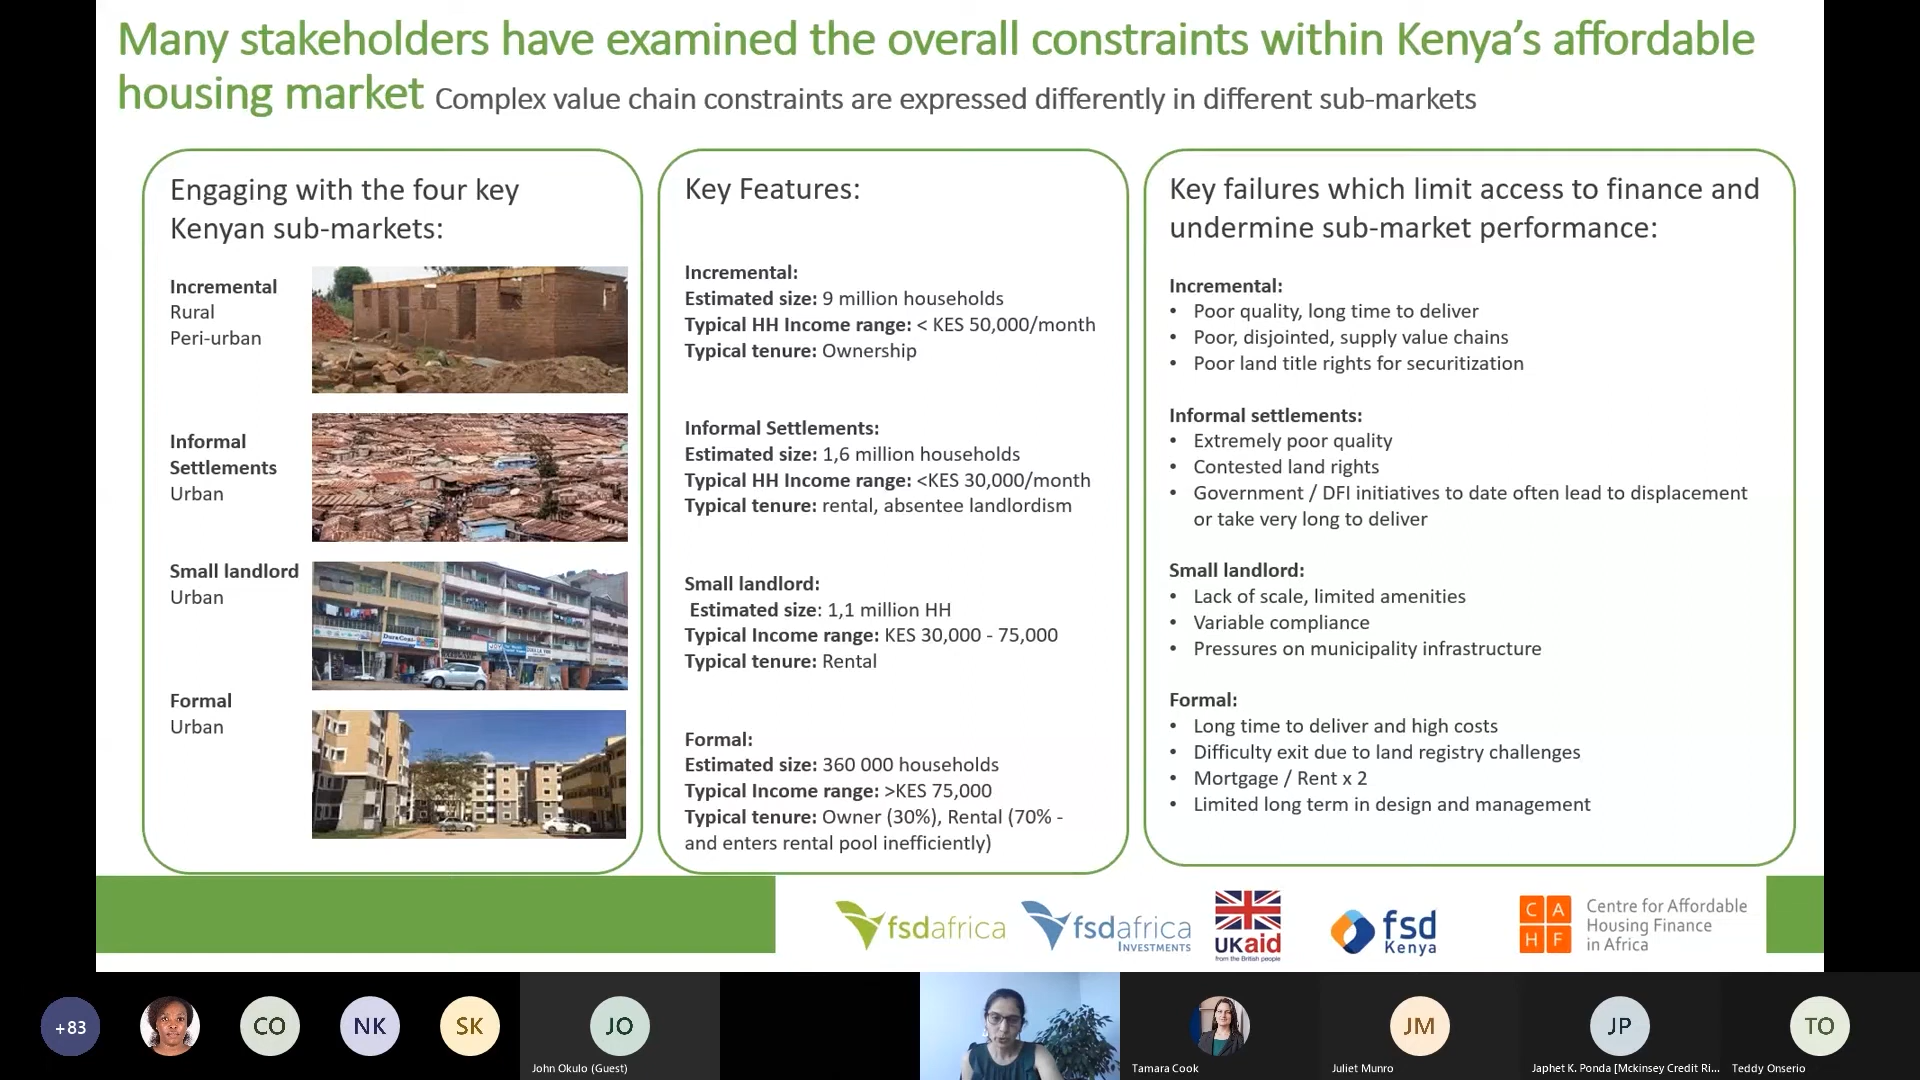 Many stakeholders have examined the overall constraints within Kenya’s affordable
housing market Complex value chain constraints are expressed differently in different sub-markets
Engaging with the four key
Kenyan sub-markets:
Incremental
Rural
Peri-urban
Informal
Settlements
Urban
Small landlord
Urban
Formal
Urban
Key Features:
Incremental:
Estimated size: 9 million households
Typical HH Income range: < KES 50,000/month
Typical tenure: Ownership
Informal Settlements:
Estimated size: 1,6 million households
Typical HH Income range: <KES 30,000/month
Typical tenure: rental, absentee landlordism
Small landlord:
Estimated size: 1,1 million HH
Typical Income range: KES 30,000 - 75,000
Typical tenure: Rental
Formal:
Estimated size: 360 000 households
Typical Income range: >KES 75,000
Typical tenure: Owner (30%), Rental (70% -
and enters rental pool inefficiently)
Key failures which limit access to finance and
undermine sub-market performance:
Incremental:
• Poor quality, long time to deliver
• Poor, disjointed, supply value chains
• Poor land title rights for securitization
Informal settlements:
• Extremely poor quality
• Contested land rights
• Government / DFI initiatives to date often lead to displacement
or take very long to deliver
Small landlord:
• Lack of scale, limited amenities
• Variable compliance
• Pressures on municipality infrastructure
Formal:
• Long time to deliver and high costs
• Difficulty exit due to land registry challenges
• Mortgage / Rent x 2
• Limited long term in design and management
fsdafrica
fsdafrica
INVESTMENTS
UKaid
from the British people
fsd
Kenya
CA
HF
Centre for Affordable
Housing Finance
in Africa
+83
CO
NK
SK
JO
John Okulo (Guest)
Tamara Cook
JM
Juliet Munro
JP
Japhet K. Ponda [Mckinsey Credit Ri...
TO
Teddy Onserio